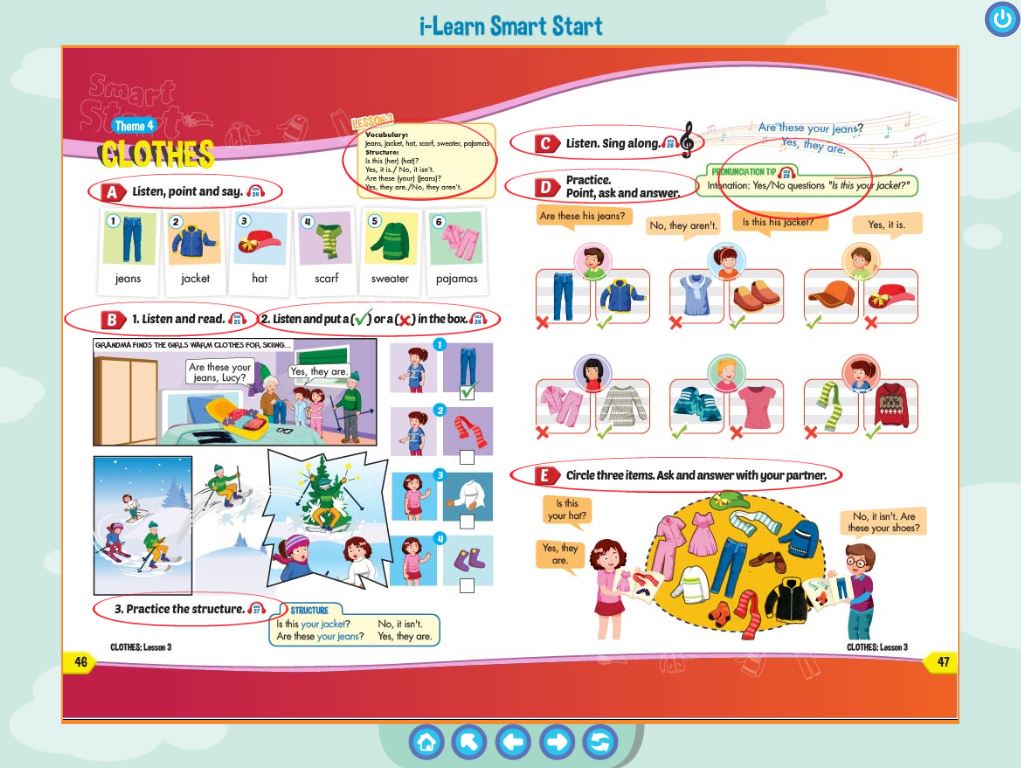 i-Learn Smart Start
Smart
Start
Theme 4
CLOTHES
LESSON 3
Vocabulary:
jeans, jacket, hat, scarf, sweater, pajamas
Structure:
Is this (her) (hat)?
Yes, it is./ No, it isn't.
Are these (your) (jeans)?
Yes, they are./No, they aren't.
A Listen, point and say.
1 2 3 4 5 6
jeans jacket hat scarf sweater pajamas
B 1. Listen and read. 2. Listen and put a (✓) or a (✗) in the box.
GRANDMA FINDS THE GIRLS WARM CLOTHES FOR SKIING...
Are these your
jeans, Lucy?
Yes, they are.
1
2
3
4
3. Practice the structure.
STRUCTURE
Is this your jacket? No, it isn't.
Are these your jeans? Yes, they are.
CLOTHES: Lesson 3
46
C Listen. Sing along.
Are these your jeans?
Yes, they are.
D Practice.
Point, ask and answer.
PRONUNCIATION TIP
Intonation: Yes/No questions "Is this your jacket?"
Are these his jeans?
No, they aren't.
Is this his jacket?
Yes, it is.
E Circle three items. Ask and answer with your partner.
Is this
your hat?
No, it isn't. Are
these your shoes?
Yes, they
are.
CLOTHES: Lesson 3
47